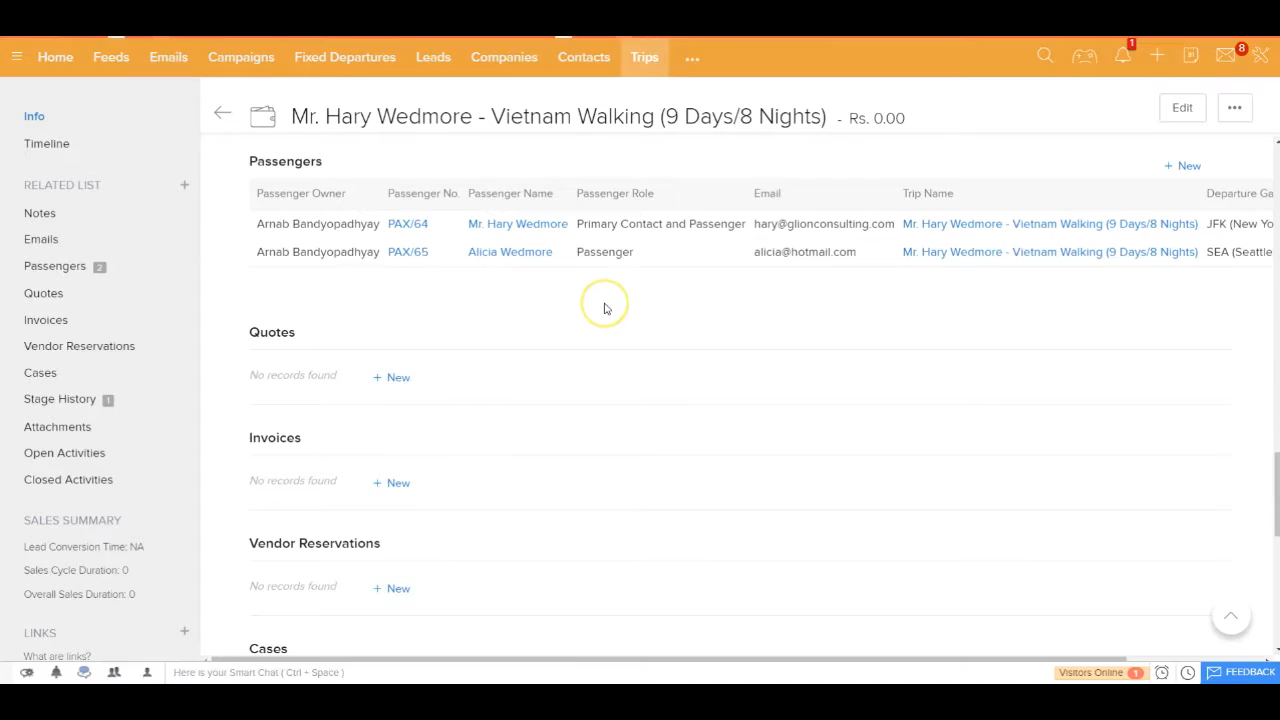 Home Feeds Emails Campaigns Fixed Departures Leads Companies Contacts Trips ... 1 31 8
Info
Timeline
RELATED LIST +
Notes
Emails
Passengers 2
Quotes
Invoices
Vendor Reservations
Cases
Stage History 1
Attachments
Open Activities
Closed Activities
SALES SUMMARY
Lead Conversion Time: NA
Sales Cycle Duration: 0
Overall Sales Duration: 0
LINKS +
What are links?
Mr. Hary Wedmore - Vietnam Walking (9 Days/8 Nights) - Rs. 0.00 Edit ...
Passengers
+ New
Passenger Owner Passenger No. Passenger Name Passenger Role Email Trip Name Departure Ga
Arnab Bandyopadhyay PAX/64 Mr. Hary Wedmore Primary Contact and Passenger hary@glionconsulting.com Mr. Hary Wedmore - Vietnam Walking (9 Days/8 Nights) JFK (New Yo
Arnab Bandyopadhyay PAX/65 Alicia Wedmore Passenger alicia@hotmail.com Mr. Hary Wedmore - Vietnam Walking (9 Days/8 Nights) SEA (Seattle
Quotes
No records found + New
Invoices
No records found + New
Vendor Reservations
No records found + New
Cases
Here is your Smart Chat ( Ctrl + Space ) Visitors Online 1 FEEDBACK